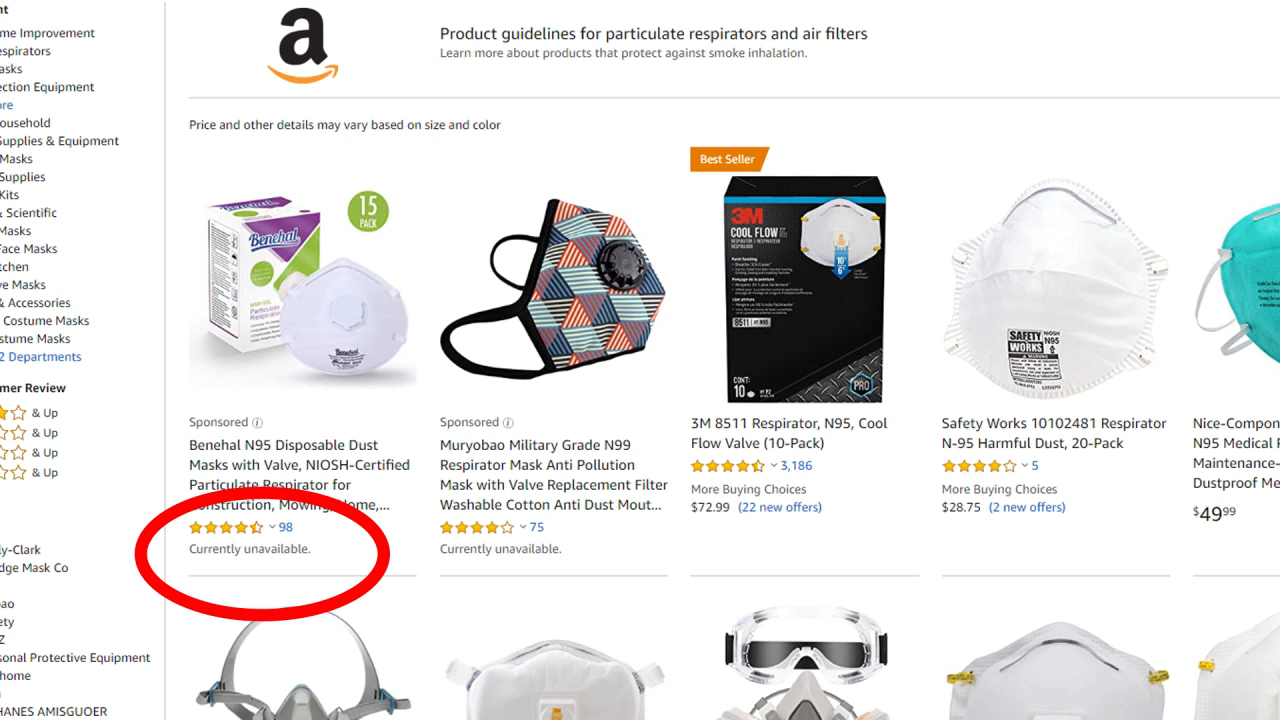 nt
me Improvement
espirators
asks
ection Equipment
ore
ousehold
Supplies & Equipment
Masks
Supplies
Kits
& Scientific
Masks
Face Masks
tchen
ve Masks
& Accessories
Costume Masks
stume Masks
2 Departments
mer Review
& Up
& Up
& Up
& Up
ly-Clark
dge Mask Co
bao
ety
Z
sonal Protective Equipment
home
HANES AMISGUOER
a
Product guidelines for particulate respirators and air filters
Learn more about products that protect against smoke inhalation.
Price and other details may vary based on size and color
Benehal
15
PACK
Benehal
Sponsored
Benehal N95 Disposable Dust
Masks with Valve, NIOSH-Certified
Particulate Respirator for
Construction, Mowing, Home,...
98
Currently unavailable.
Sponsored
Muryobao Military Grade N99
Respirator Mask Anti Pollution
Mask with Valve Replacement Filter
Washable Cotton Anti Dust Mout...
75
Currently unavailable.
Best Seller
3M
COOL FLOW
8511 N95
CONT:
10
PRO
3M 8511 Respirator, N95, Cool
Flow Valve (10-Pack)
3,186
More Buying Choices
$72.99 (22 new offers)
SAFETY NIOSH
WORKS N95
WARNING
Safety Works 10102481 Respirator
N-95 Harmful Dust, 20-Pack
5
More Buying Choices
$28.75 (2 new offers)
Nice-Compon
N95 Medical
Maintenance-
Dustproof Me
$4999